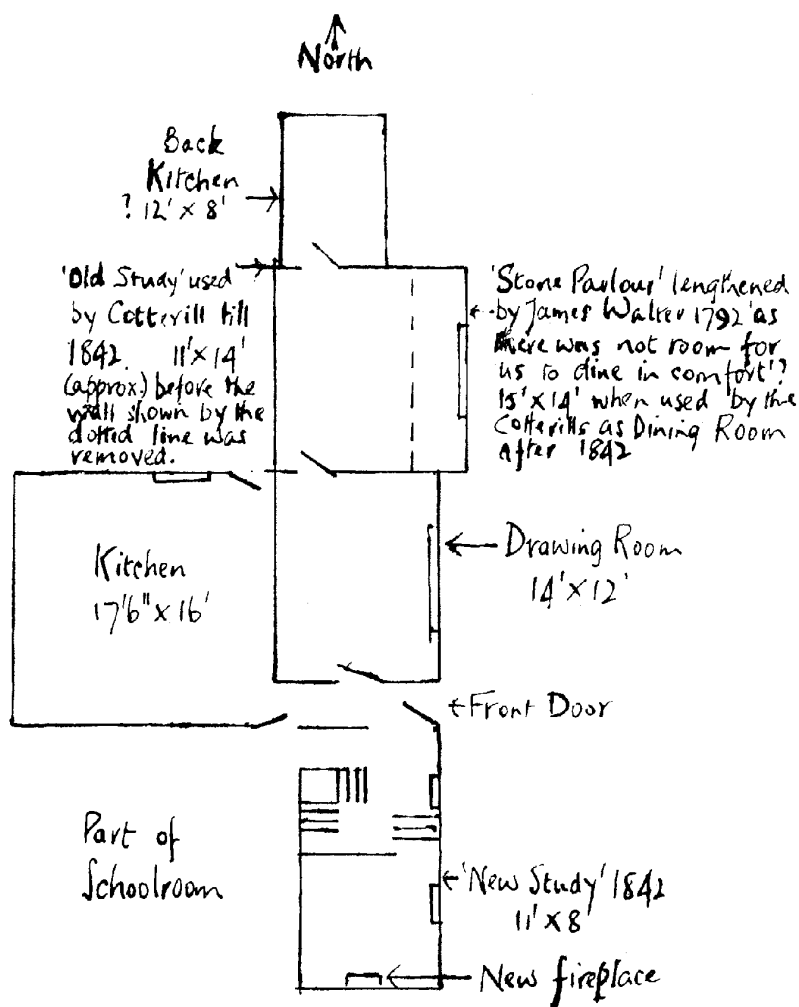 North
Back
Kitchen
? 12' x 8'
'Old Study' used
by Cotterill till
1842. 11' x 14'
(approx.) before the
wall shown by the
dotted line was
removed.
'Stone Parlour' lengthened
by James Walter 1792 'as
there was not room for
us to dine in comfort'?
15' x 14' when used by the
Cotterills as Dining Room
after 1842
Kitchen
17'6" x 16'
Drawing Room
14' x 12'
Front Door
Part of
Schoolroom
'New Study' 1842
11' x 8'
New fireplace